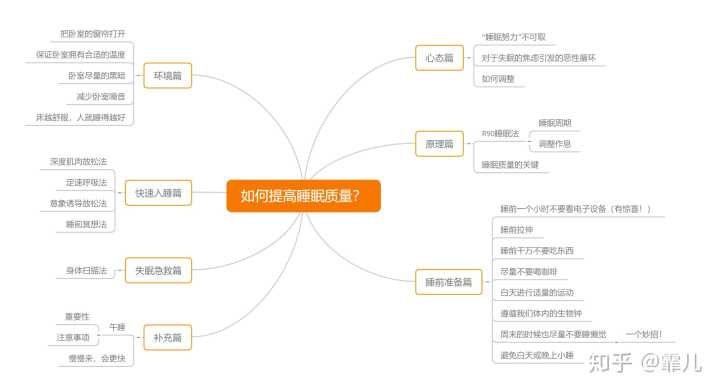 如何提高睡眠质量?
心态篇
“睡眠努力”不可取
对于失眠的焦虑引发的恶性循环
如何调整
原理篇
R90睡眠法
睡眠周期
调整作息
睡眠质量的关键
睡前准备篇
睡前一个小时不要看电子设备（有惊喜！）
睡前拉伸
睡前千万不要吃东西
尽量不要喝咖啡
白天进行适量的运动
遵循我们体内的生物钟
周末的时候也尽量不要睡懒觉
一个妙招!
避免白天或晚上小睡
环境篇
把卧室的窗帘打开
保证卧室拥有合适的温度
卧室尽量的黑暗
减少卧室噪音
床越舒服，人就睡得越好
快速入睡篇
深度肌肉放松法
定速呼吸法
意象诱导放松法
睡前冥想法
失眠急救篇
身体扫描法
补充篇
午睡
重要性
注意事项
慢慢来，会更快
知乎 @霏儿